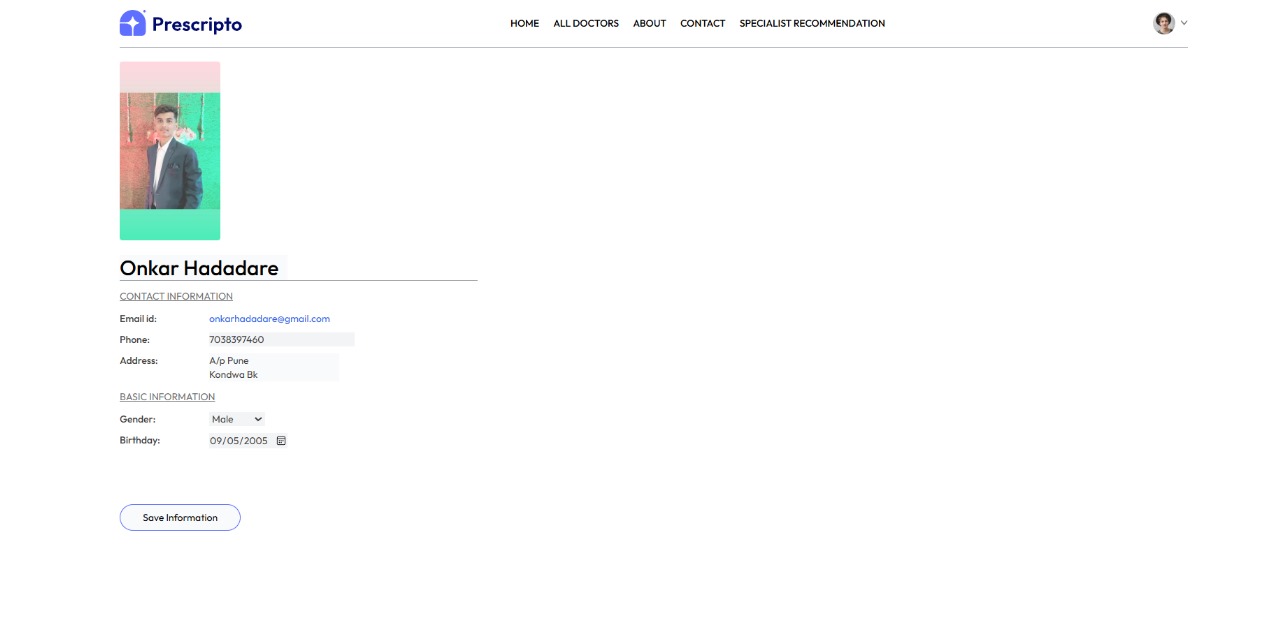 Prescripto
HOME ALL DOCTORS ABOUT CONTACT SPECIALIST RECOMMENDATION
Onkar Hadadare
CONTACT INFORMATION
Email id: onkarhadadare@gmail.com
Phone: 7038397460
Address: A/p Pune
Kondwa Bk
BASIC INFORMATION
Gender: Male
Birthday: 09/05/2005
Save Information